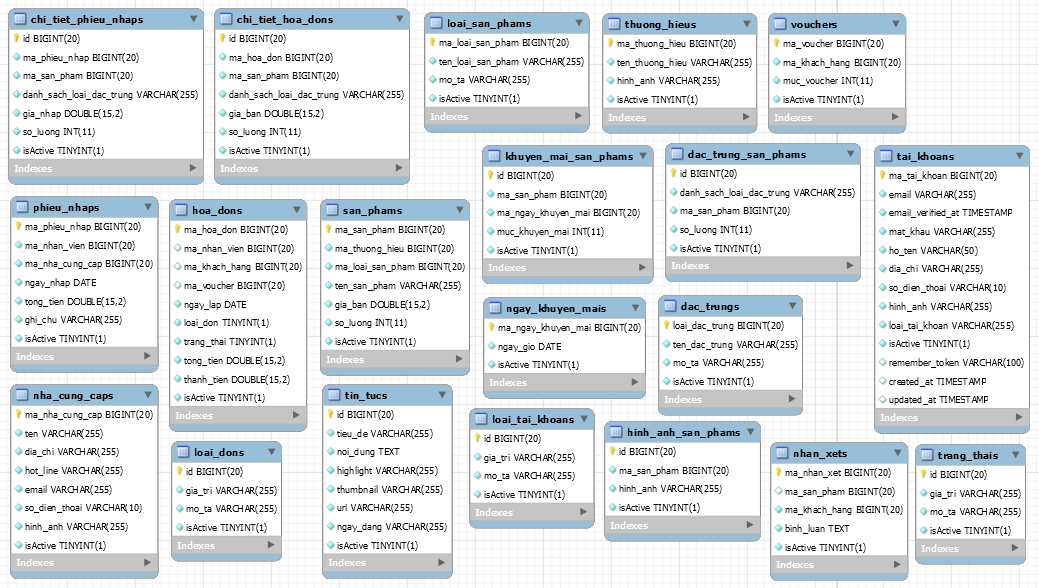 chi_tiet_phieu_nhaps
id BIGINT(20)
ma_phieu_nhap BIGINT(20)
ma_san_pham BIGINT(20)
danh_sach_loai_dac_trung VARCHAR(255)
gia_nhap DOUBLE(15,2)
so_luong INT(11)
isActive TINYINT(1)
Indexes
chi_tiet_hoa_dons
id BIGINT(20)
ma_hoa_don BIGINT(20)
ma_san_pham BIGINT(20)
danh_sach_loai_dac_trung VARCHAR(255)
gia_ban DOUBLE(15,2)
so_luong INT(11)
isActive TINYINT(1)
Indexes
loai_san_phams
ma_loai_san_pham BIGINT(20)
ten_loai_san_pham VARCHAR(255)
mo_ta VARCHAR(255)
isActive TINYINT(1)
Indexes
thuong_hieus
ma_thuong_hieu BIGINT(20)
ten_thuong_hieu VARCHAR(255)
hinh_anh VARCHAR(255)
isActive TINYINT(1)
Indexes
vouchers
ma_voucher BIGINT(20)
ma_khach_hang BIGINT(20)
muc_voucher INT(11)
isActive TINYINT(1)
Indexes
khuyen_mai_san_phams
id BIGINT(20)
ma_san_pham BIGINT(20)
ma_ngay_khuyen_mai BIGINT(20)
muc_khuyen_mai INT(11)
isActive TINYINT(1)
Indexes
dac_trung_san_phams
id BIGINT(20)
danh_sach_loai_dac_trung VARCHAR(255)
ma_san_pham BIGINT(20)
so_luong INT(11)
isActive TINYINT(1)
Indexes
tai_khoans
ma_tai_khoan BIGINT(20)
email VARCHAR(255)
email_verified_at TIMESTAMP
mat_khau VARCHAR(255)
ho_ten VARCHAR(50)
dia_chi VARCHAR(255)
so_dien_thoai VARCHAR(10)
hinh_anh VARCHAR(255)
loai_tai_khoan VARCHAR(255)
isActive TINYINT(1)
remember_token VARCHAR(100)
created_at TIMESTAMP
updated_at TIMESTAMP
Indexes
phieu_nhaps
ma_phieu_nhap BIGINT(20)
ma_nhan_vien BIGINT(20)
ma_nha_cung_cap BIGINT(20)
ngay_nhap DATE
tong_tien DOUBLE(15,2)
ghi_chu VARCHAR(255)
isActive TINYINT(1)
Indexes
hoa_dons
ma_hoa_don BIGINT(20)
ma_nhan_vien BIGINT(20)
ma_khach_hang BIGINT(20)
ma_voucher BIGINT(20)
ngay_lap DATE
loai_don TINYINT(1)
trang_thai TINYINT(1)
tong_tien DOUBLE(15,2)
thanh_tien DOUBLE(15,2)
isActive TINYINT(1)
Indexes
san_phams
ma_san_pham BIGINT(20)
ma_thuong_hieu BIGINT(20)
ma_loai_san_pham BIGINT(20)
ten_san_pham VARCHAR(255)
gia_ban DOUBLE(15,2)
so_luong INT(11)
isActive TINYINT(1)
Indexes
ngay_khuyen_mais
ma_ngay_khuyen_mai BIGINT(20)
ngay_gio DATE
isActive TINYINT(1)
Indexes
dac_trungs
loai_dac_trung BIGINT(20)
ten_dac_trung VARCHAR(255)
mo_ta VARCHAR(255)
isActive TINYINT(1)
Indexes
nha_cung_caps
ma_nha_cung_cap BIGINT(20)
ten VARCHAR(255)
dia_chi VARCHAR(255)
hot_line VARCHAR(255)
email VARCHAR(255)
so_dien_thoai VARCHAR(10)
hinh_anh VARCHAR(255)
isActive TINYINT(1)
Indexes
loai_dons
id BIGINT(20)
gia_tri VARCHAR(255)
mo_ta VARCHAR(255)
isActive TINYINT(1)
Indexes
tin_tucs
id BIGINT(20)
tieu_de VARCHAR(255)
noi_dung TEXT
highlight VARCHAR(255)
thumbnail VARCHAR(255)
url VARCHAR(255)
ngay_dang VARCHAR(255)
isActive TINYINT(1)
Indexes
loai_tai_khoans
id BIGINT(20)
gia_tri VARCHAR(255)
mo_ta VARCHAR(255)
isActive TINYINT(1)
Indexes
hinh_anh_san_phams
id BIGINT(20)
ma_san_pham BIGINT(20)
hinh_anh VARCHAR(255)
isActive TINYINT(1)
Indexes
nhan_xets
ma_nhan_xet BIGINT(20)
ma_san_pham BIGINT(20)
ma_khach_hang BIGINT(20)
binh_luan TEXT
isActive TINYINT(1)
Indexes
trang_thais
id BIGINT(20)
gia_tri VARCHAR(255)
mo_ta VARCHAR(255)
isActive TINYINT(1)
Indexes